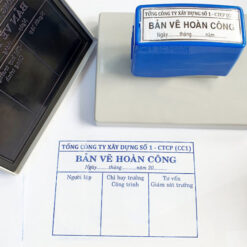 TỔNG CÔNG TY XÂY DỰNG SỐ 1 - CTCP (C
BẢN VẼ HOÀN CÔNG
Ngày......tháng......năm 20
TỔNG CÔNG TY XÂY DỰNG SỐ 1 - CTCP (CC1)
BẢN VẼ HOÀN CÔNG
Ngày......tháng......năm 20......
Người lập
Chỉ huy trưởng
Công trình
Tư vấn
Giám sát trưởng